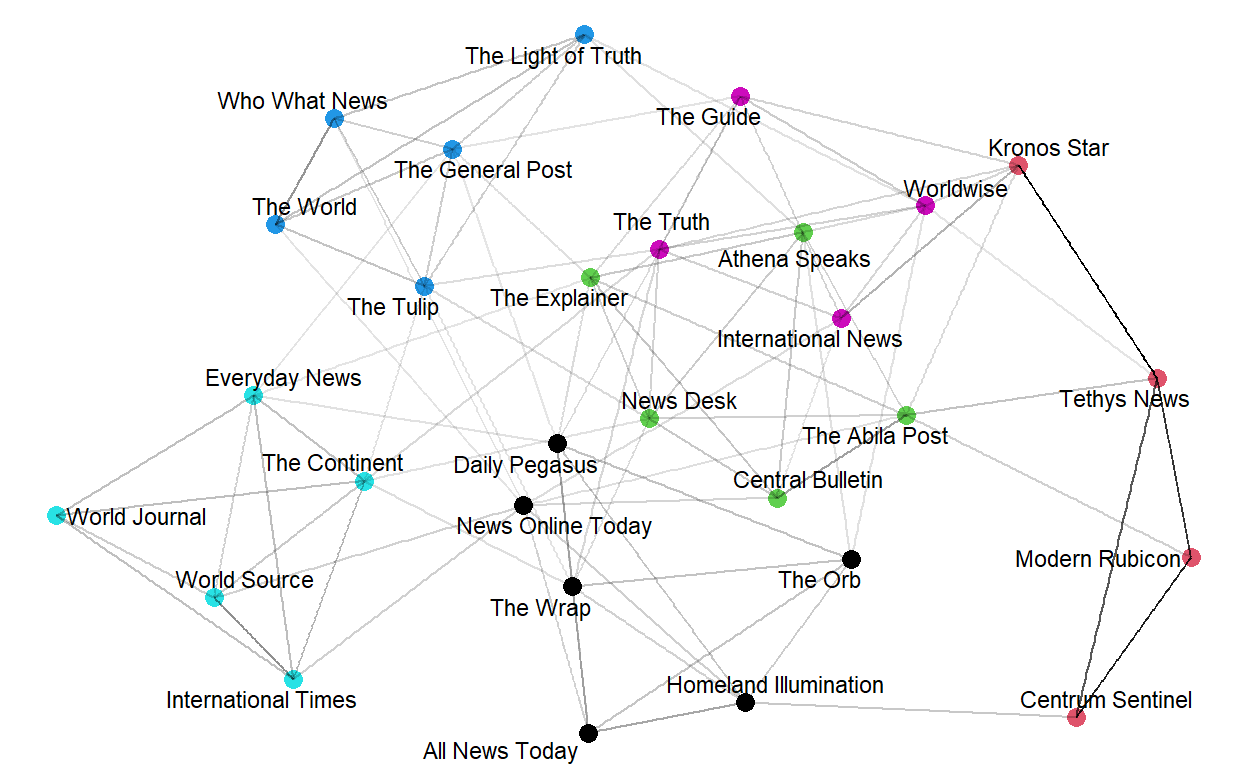 The Light of Truth
Who What News
The Guide
Kronos Star
The General Post
Worldwise
The World
The Truth
Athena Speaks
The Explainer
The Tulip
International News
Everyday News
Tethys News
News Desk
The Abila Post
The Continent
Daily Pegasus
Central Bulletin
World Journal
News Online Today
Modern Rubicon
World Source
The Orb
The Wrap
Homeland Illumination
International Times
Centrum Sentinel
All News Today